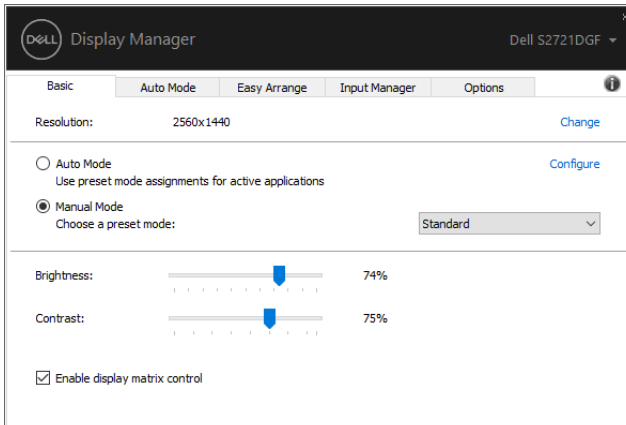 DELL Display Manager Dell S2721DGF
Basic Auto Mode Easy Arrange Input Manager Options
Resolution: 2560x1440 Change
Auto Mode Configure
Use preset mode assignments for active applications
Manual Mode
Choose a preset mode: Standard
Brightness: 74%
Contrast: 75%
Enable display matrix control